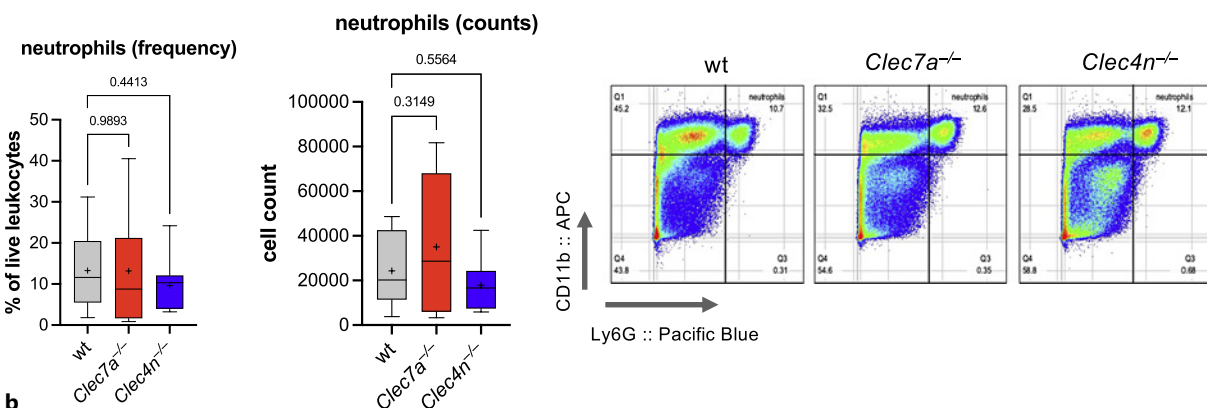 neutrophils (frequency)
0.4413
0.9893
% of live leukocytes
50
40
30
20
10
0
wt
Clec7a–/–
Clec4n–/–
neutrophils (counts)
0.5564
0.3149
cell count
100000
80000
60000
40000
20000
0
wt
Clec7a–/–
Clec4n–/–
wt
Clec7a–/–
Clec4n–/–
Q1
45.2
neutrophils
10.7
Q4
43.8
Q3
0.31
Q1
32.5
neutrophils
12.6
Q4
54.6
Q3
0.35
Q1
28.5
neutrophils
12.1
Q4
58.8
Q3
0.68
CD11b :: APC
Ly6G :: Pacific Blue
b